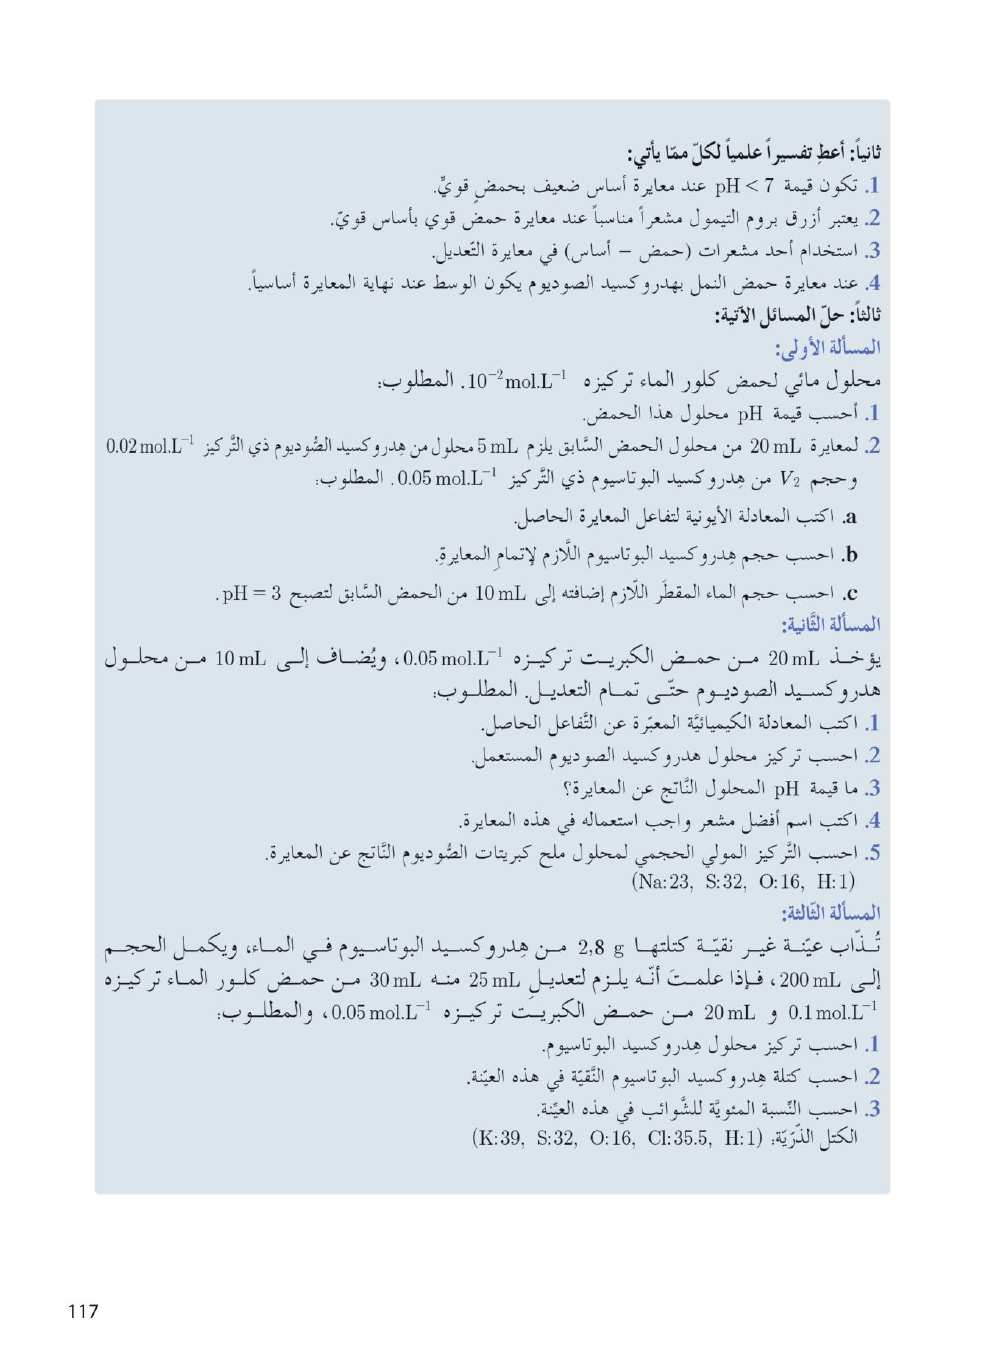 ثانياً: أعطِ تفسيراً علمياً لكلّ ممّا يأتي:
1. تكون قيمة pH < 7 عند معايرة أساس ضعيف بحمضٍ قويٍّ.
2. يعتبر أزرق بروم التيمول مشعراً مناسباً عند معايرة حمض قوي بأساس قويّ.
3. استخدام أحد مشعرات (حمض – أساس) في معايرة التّعديل.
4. عند معايرة حمض النمل بهدروكسيد الصوديوم يكون الوسط عند نهاية المعايرة أساسياً.
ثالثاً: حلّ المسائل الآتية:
المسألة الأولى:
محلول مائي لحمض كلور الماء تركيزه 10⁻² mol.L⁻¹. المطلوب:
1. أحسب قيمة pH محلول هذا الحمض.
2. لمعايرة 20 mL من محلول الحمض السَّابق يلزم 5 mL محلول من هِدروكسيد الصُّوديوم ذي التَّركيز 0.02 mol.L⁻¹
وحجم V₂ من هِدروكسيد البوتاسيوم ذي التَّركيز 0.05 mol.L⁻¹. المطلوب:
a. اكتب المعادلة الأيونية لتفاعل المعايرة الحاصل.
b. احسب حجم هِدروكسيد البوتاسيوم اللَّازم لإتمامِ المعايرةِ.
c. احسب حجم الماء المقطَر اللّازم إضافته إلى 10 mL من الحمض السَّابق لتصبح pH = 3.
المسألة الثَّانية:
يؤخذ 20 mL من حمض الكبريت تركيزه 0.05 mol.L⁻¹، ويُضاف إلى 10 mL من محلول
هدروكسيد الصوديوم حتّى تمام التعديل. المطلوب:
1. اكتب المعادلة الكيميائيَّة المعبّرة عن التَّفاعل الحاصل.
2. احسب تركيز محلول هدروكسيد الصوديوم المستعمل.
3. ما قيمة pH المحلول النَّاتج عن المعايرة؟
4. اكتب اسم أفضل مشعر واجب استعماله في هذه المعايرة.
5. احسب التَّركيز المولي الحجمي لمحلول ملح كبريتات الصُّوديوم النَّاتج عن المعايرة.
(Na:23, S:32, O:16, H:1)
المسألة الثّالثة:
تُذّاب عيّنة غير نقيّة كتلتها 2,8 g من هِدروكسيد البوتاسيوم في الماء، ويكمل الحجم
إلى 200 mL، فإذا علمتَ أنّه يلزم لتعديلِ 25 mL منه 30 mL من حمض كلور الماء تركيزه
0.1 mol.L⁻¹ و 20 mL من حمض الكبريت تركيزه 0.05 mol.L⁻¹، والمطلوب:
1. احسب تركيز محلول هِدروكسيد البوتاسيوم.
2. احسب كتلة هِدروكسيد البوتاسيوم النَّقيّة في هذه العيّنة.
3. احسب النِّسبة المئويَّة للشَّوائب في هذه العيِّنة.
الكتل الذّرّيّة: (K:39, S:32, O:16, Cl:35.5, H:1)
117